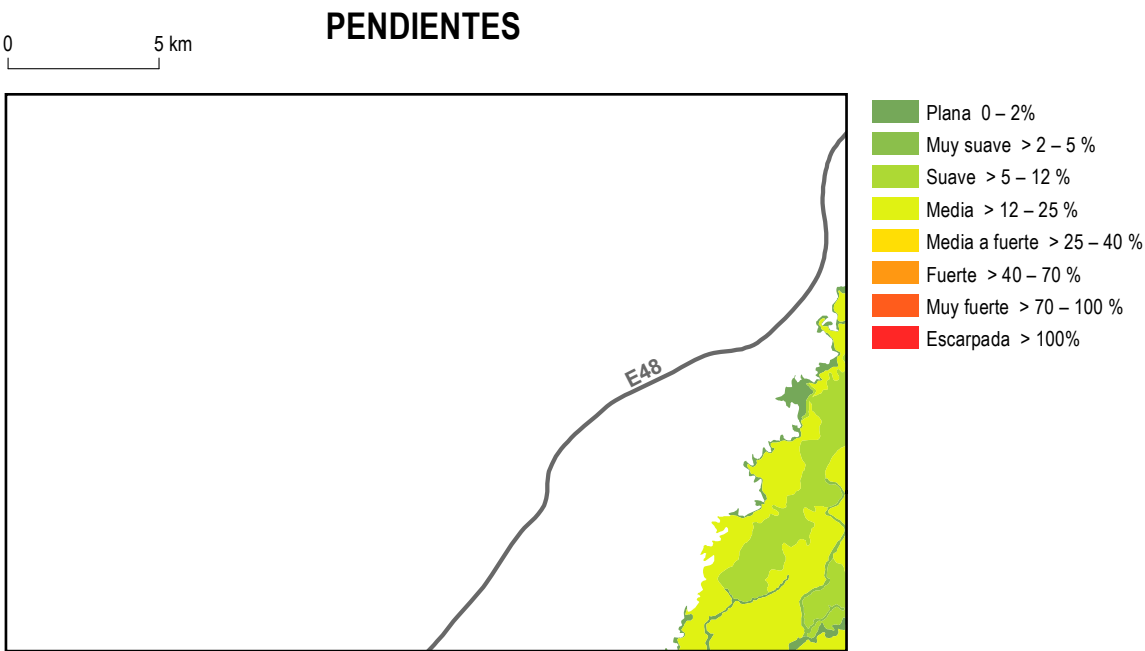 PENDIENTES
0 5 km
Plana 0 – 2%
Muy suave > 2 – 5 %
Suave > 5 – 12 %
Media > 12 – 25 %
Media a fuerte > 25 – 40 %
Fuerte > 40 – 70 %
Muy fuerte > 70 – 100 %
Escarpada > 100%
E48